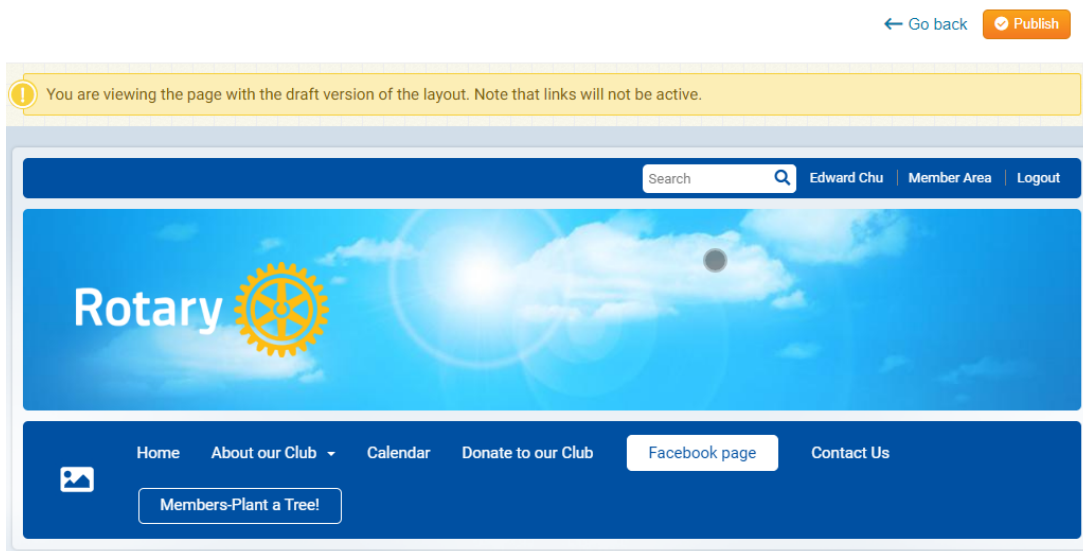 Go back Publish
You are viewing the page with the draft version of the layout. Note that links will not be active.
Search Edward Chu Member Area Logout
Rotary
Home About our Club Calendar Donate to our Club Facebook page Contact Us
Members-Plant a Tree!